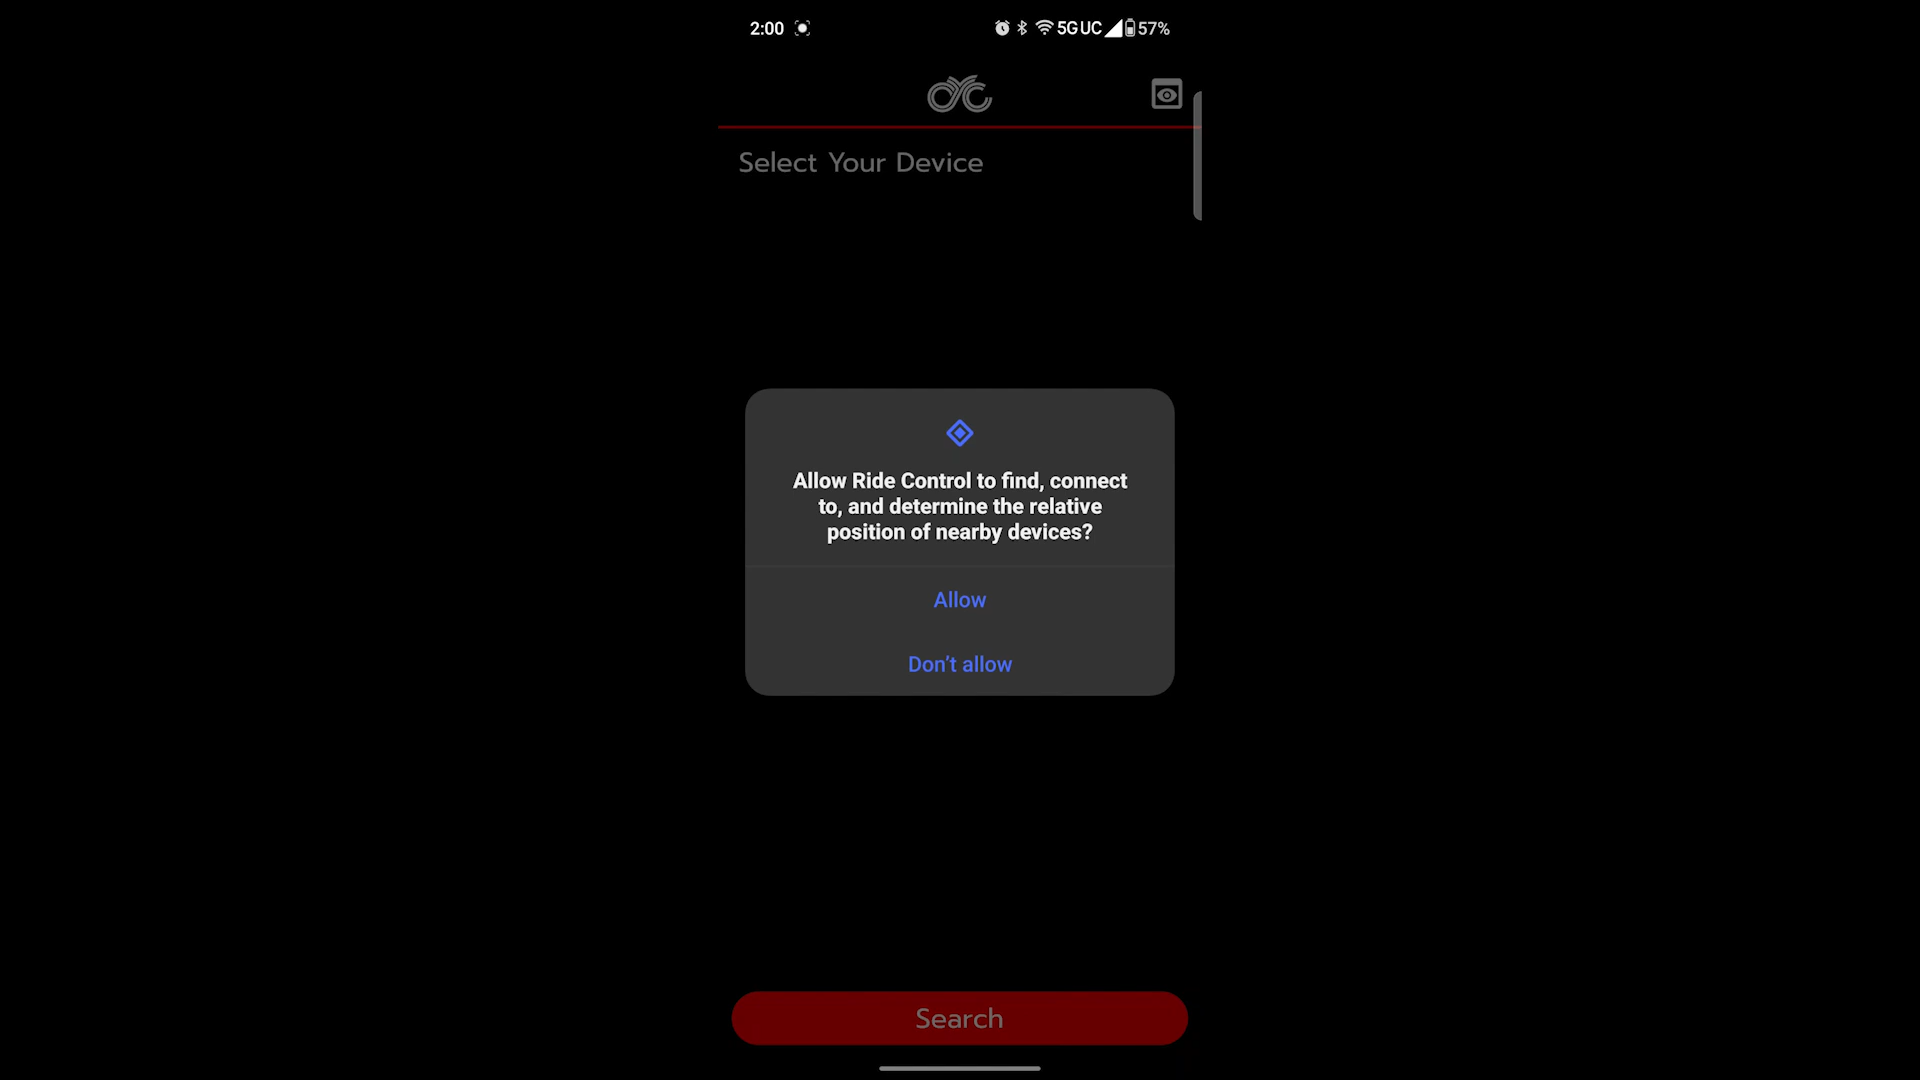 2:00
5G UC 57%
Select Your Device
Allow Ride Control to find, connect
to, and determine the relative
position of nearby devices?
Allow
Don’t allow
Search